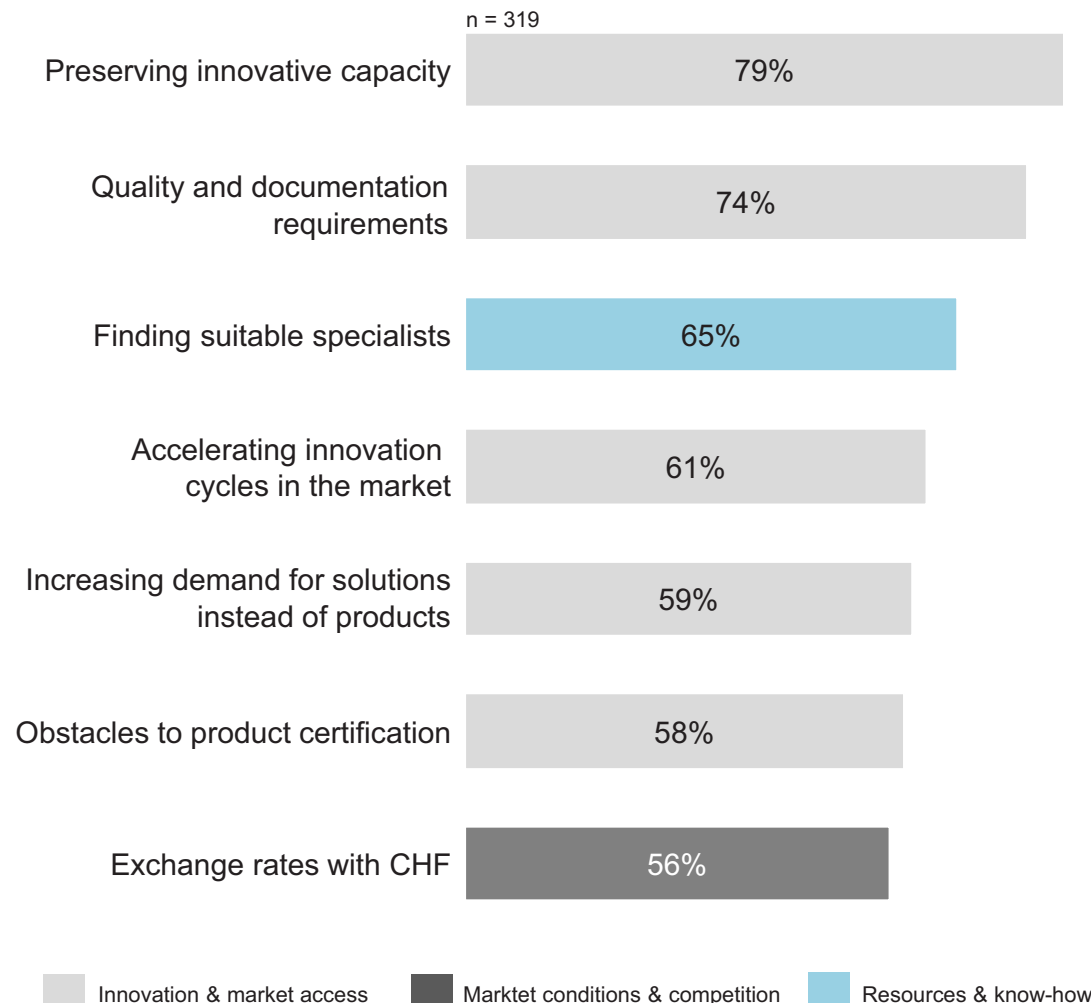 n = 319
Preserving innovative capacity
79%
Quality and documentation
requirements
74%
Finding suitable specialists
65%
Accelerating innovation
cycles in the market
61%
Increasing demand for solutions
instead of products
59%
Obstacles to product certification
58%
Exchange rates with CHF
56%
Innovation & market access
Marktet conditions & competition
Resources & know-how